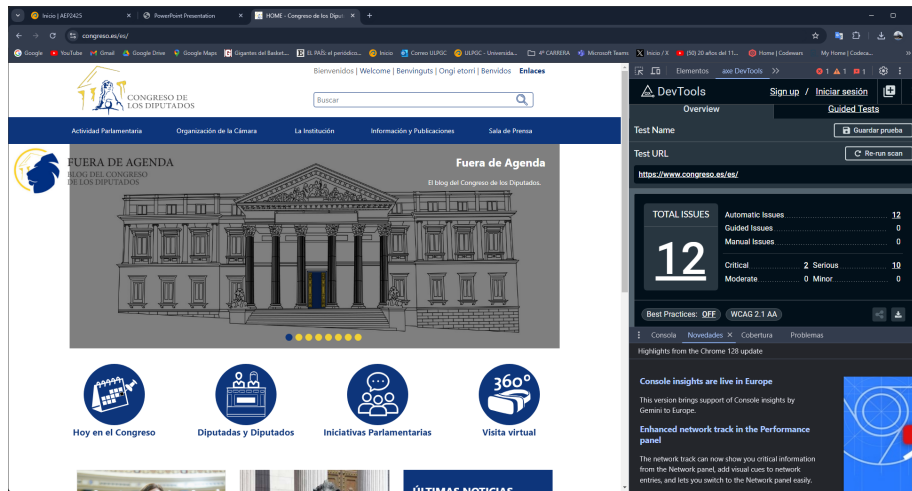 Inicio | AEP2425
PowerPoint Presentation
HOME - Congreso de los Diput
congreso.es/es/
Google
YouTube
Gmail
Google Drive
Google Maps
Gigantes del Basket...
EL PAÍS: el periódico...
Inicio
Correo ULPGC
ULPGC - Universida...
4º CARRERA
Microsoft Teams
Inicio / X
(50) 20 años del 11...
Home | Codewars
My Home | Codeca...
Bienvenidos | Welcome | Benvinguts | Ongi etorri | Benvidos Enlaces
CONGRESO DE
LOS DIPUTADOS
Buscar
Actividad Parlamentaria
Organización de la Cámara
La Institución
Información y Publicaciones
Sala de Prensa
FUERA DE AGENDA
BLOG DEL CONGRESO
DE LOS DIPUTADOS
Fuera de Agenda
El blog del Congreso de los Diputados.
360º
Hoy en el Congreso
Diputadas y Diputados
Iniciativas Parlamentarias
Visita virtual
ÚLTIMAS NOTICIAS
Elementos
axe DevTools
1 1 1
DevTools
Sign up / Iniciar sesión
Overview
Guided Tests
Test Name
Guardar prueba
Test URL
Re-run scan
https://www.congreso.es/es/
TOTAL ISSUES
12
Automatic Issues 12
Guided Issues 0
Manual Issues 0
Critical 2 Serious 10
Moderate 0 Minor 0
Best Practices: OFF
WCAG 2.1 AA
Consola
Novedades
Cobertura
Problemas
Highlights from the Chrome 128 update
Console insights are live in Europe
This version brings support of Console insights by
Gemini to Europe.
Enhanced network track in the Performance
panel
The network track can now show you critical information
from the Network panel, add visual cues to network
entries, and lets you switch to the Network panel easily.